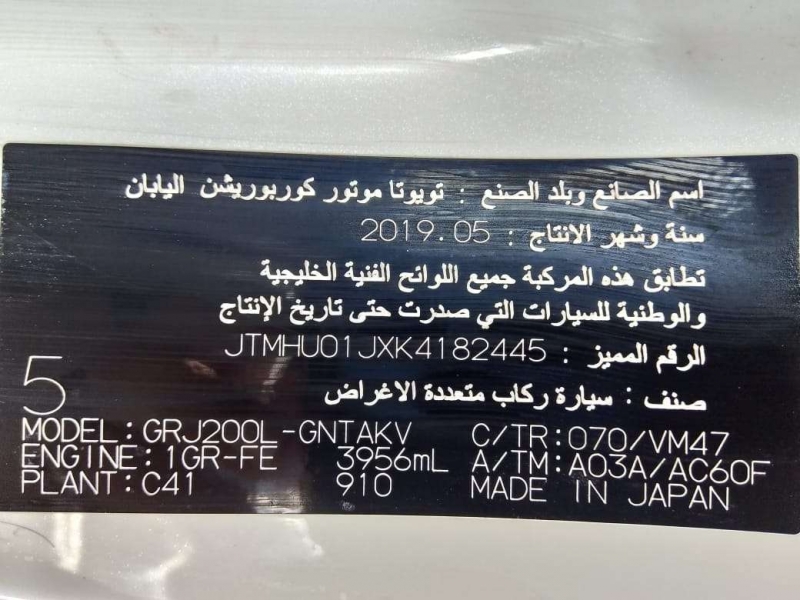 اسم الصانع وبلد الصنع : تويوتا موتور كوربوريشن اليابان
سنة وشهر الانتاج : 2019.05
تطابق هذه المركبة جميع اللوائح الفنية الخليجية
والوطنية للسيارات التي صدرت حتى تاريخ الإنتاج
الرقم المميز : JTMHU01JXK4182445
صنف : سيارة ركاب متعددة الاغراض
5
MODEL:GRJ200L-GNTAKV C/TR:070/VM47
ENGINE:1GR-FE 3956mL A/TM:A03A/AC60F
PLANT:C41 910 MADE IN JAPAN